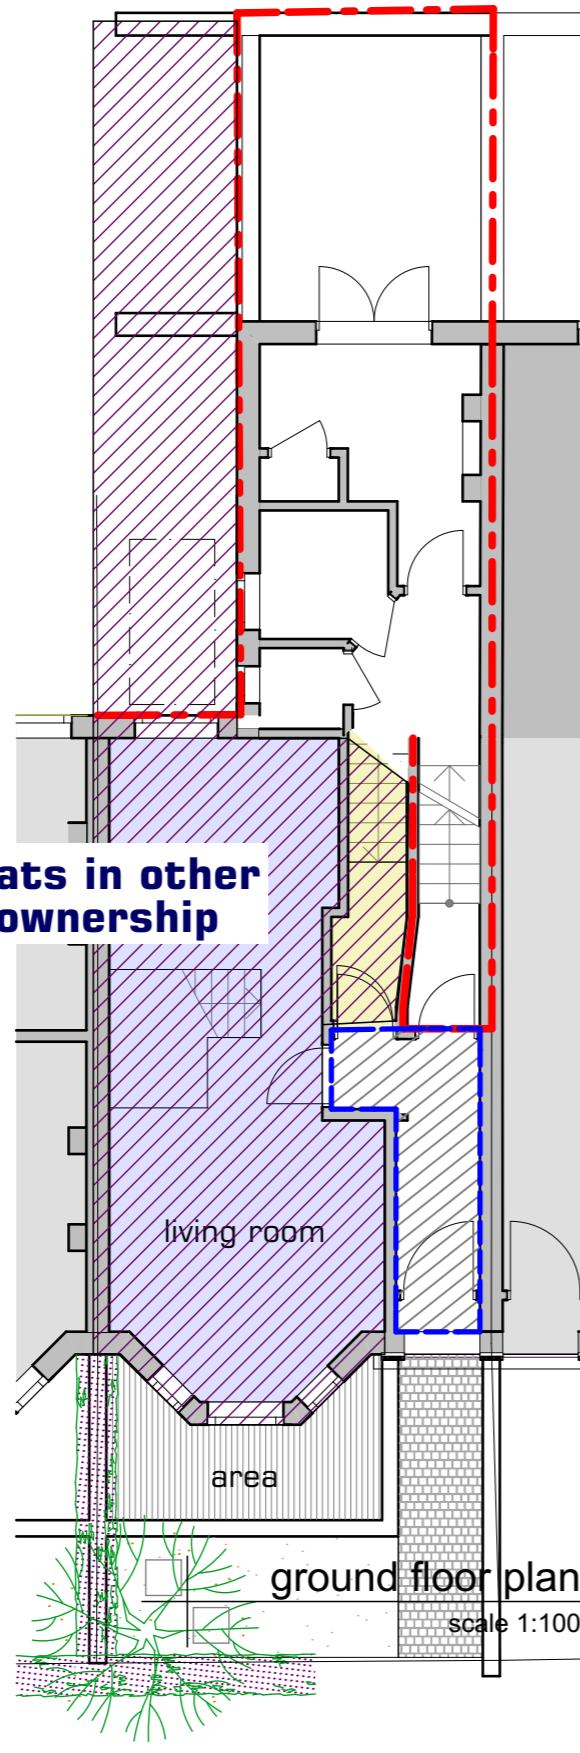 ats in other
ownership
living room
area
ground floor plan
scale 1:100